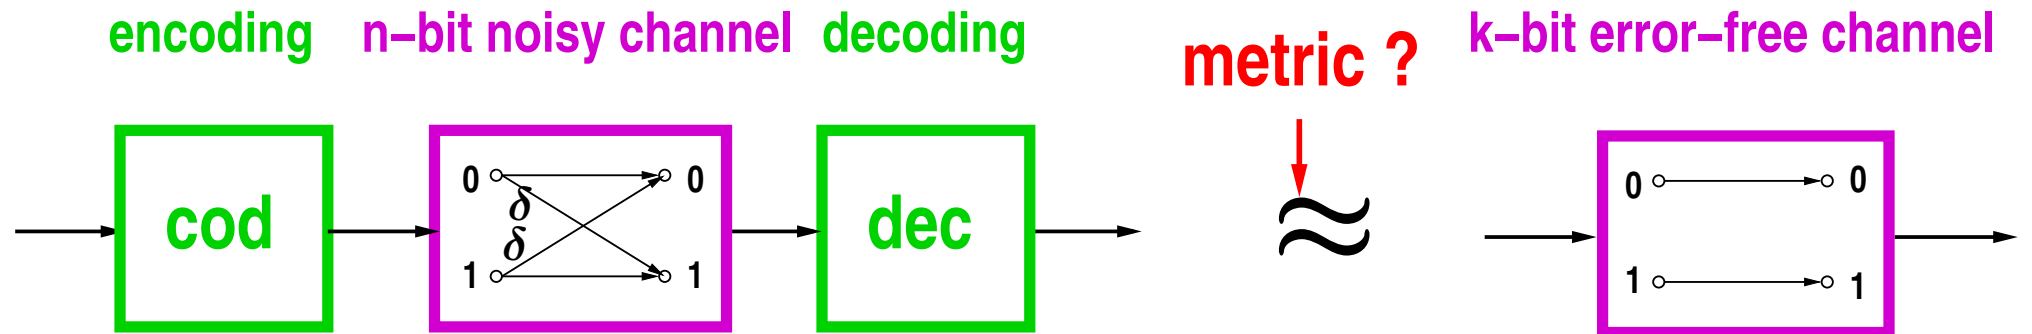 encoding n–bit noisy channel decoding
metric ?
k–bit error–free channel
cod
0 0
δ
δ
1 1
dec
≈
0 0
1 1